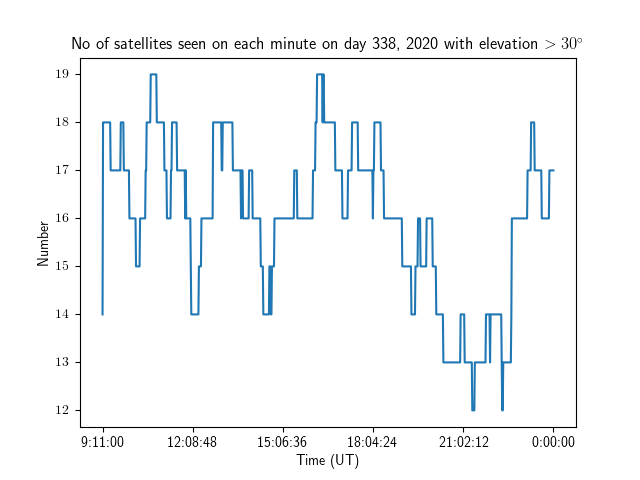 No of satellites seen on each minute on day 338, 2020 with elevation > 30°
19
18
17
16
15
14
13
12
Number
9:11:00 12:08:48 15:06:36 18:04:24 21:02:12 0:00:00
Time (UT)